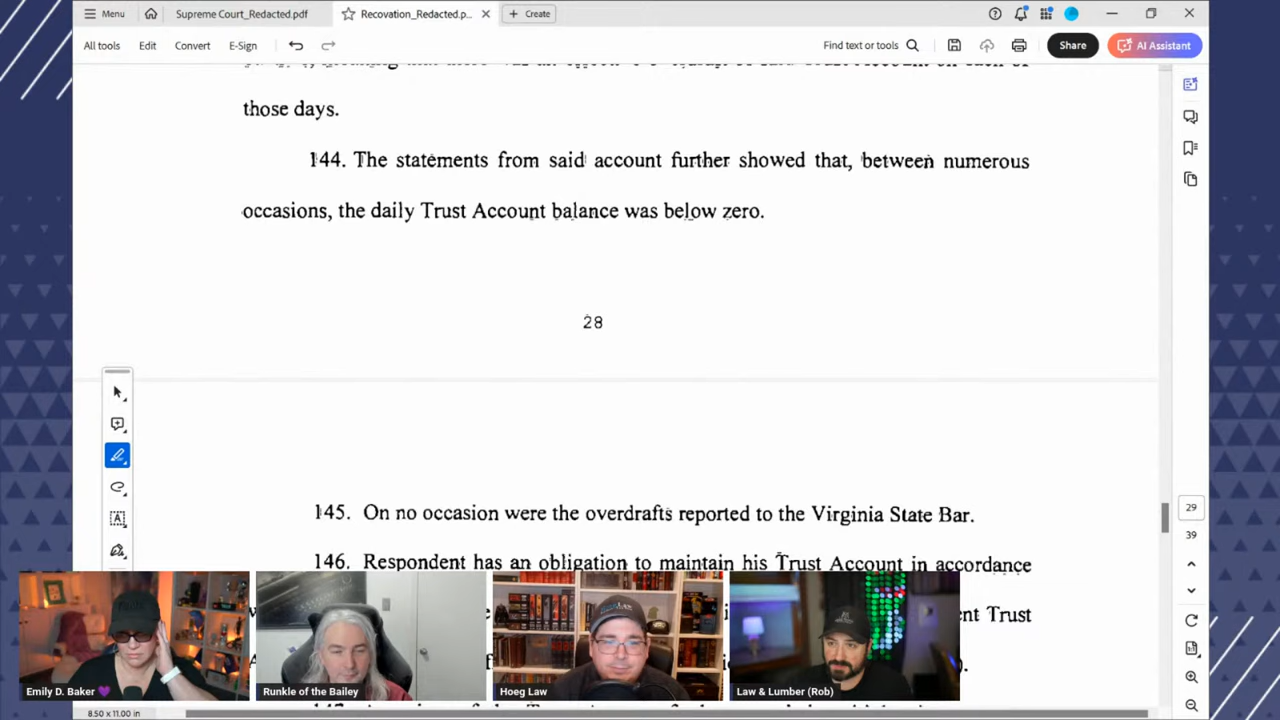 Menu
Supreme Court_Redacted.pdf
Recovation_Redacted.p...
Create
All tools
Edit
Convert
E-Sign
Find text or tools
Share
AI Assistant
those days.
144. The statements from said account further showed that, between numerous
occasions, the daily Trust Account balance was below zero.
28
145. On no occasion were the overdrafts reported to the Virginia State Bar.
146. Respondent has an obligation to maintain his Trust Account in accordance
Trust
29
39
Emily D. Baker 💜
Runkle of the Bailey
Hoeg Law
Law & Lumber (Rob)
8.50 x 11.00 in